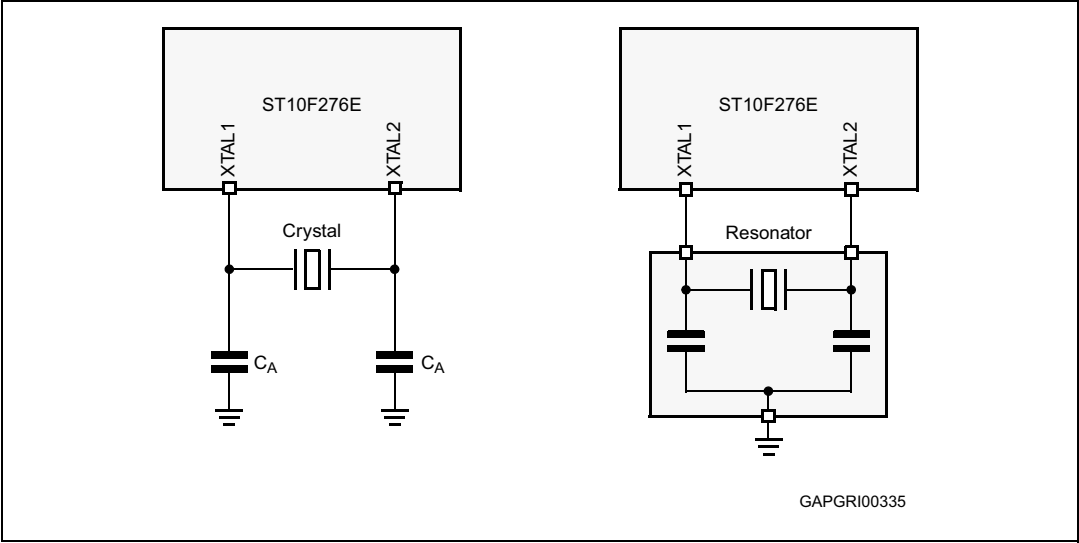 ST10F276E
XTAL1
XTAL2
Crystal
CA
CA
ST10F276E
XTAL1
XTAL2
Resonator
GAPGRI00335